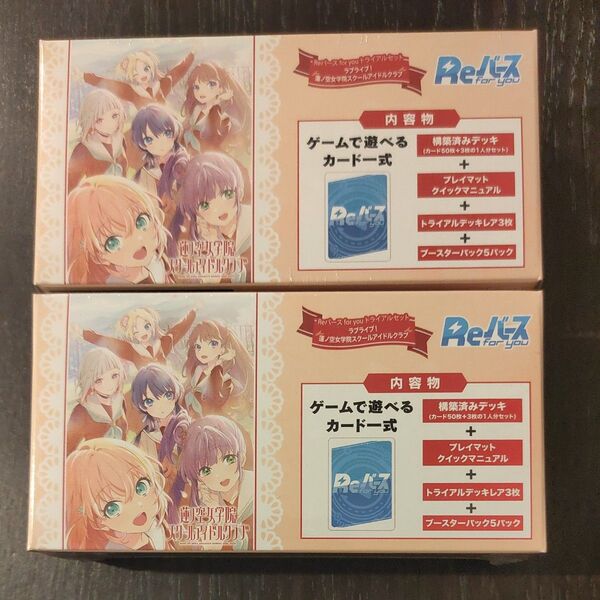 Reバース for you トライアルセット
ラブライブ！
蓮ノ空女学院スクールアイドルクラブ
Reバース
for you
内容物
ゲームで遊べる
カード一式
Reバース
for you
構築済みデッキ
(カード50枚+3枚の1人分セット)
+
プレイマット
クイックマニュアル
+
トライアルデッキレア3枚
+
ブースターパック5パック
蓮ノ空女学院
スクールアイドルクラブ
Reバース for you トライアルセット
ラブライブ！
蓮ノ空女学院スクールアイドルクラブ
Reバース
for you
内容物
ゲームで遊べる
カード一式
Reバース
for you
構築済みデッキ
(カード50枚+3枚の1人分セット)
+
プレイマット
クイックマニュアル
+
トライアルデッキレア3枚
+
ブースターパック5パック
蓮ノ空女学院
スクールアイドルクラブ